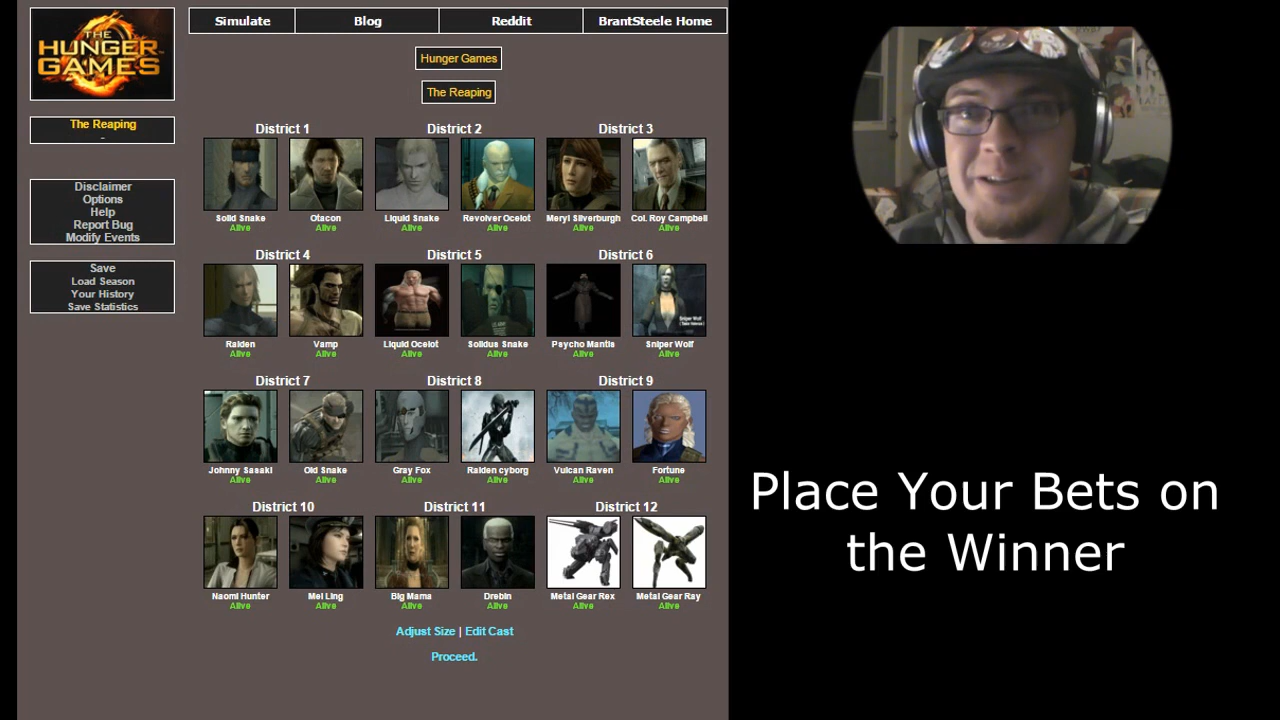 THE
HUNGER
GAMES
Simulate
Blog
Reddit
BrantSteele Home
Hunger Games
The Reaping
The Reaping
-
Disclaimer
Options
Help
Report Bug
Modify Events
Save
Load Season
Your History
Save Statistics
District 1
District 2
District 3
Solid Snake
Otacon
Liquid Snake
Revolver Ocelot
Meryl Silverburgh
Col. Roy Campbell
Alive
Alive
Alive
Alive
Alive
Alive
District 4
District 5
District 6
Raiden
Vamp
Liquid Ocelot
Solidus Snake
Psycho Mantis
Sniper Wolf
Alive
Alive
Alive
Alive
Alive
Alive
District 7
District 8
District 9
Johnny Sasaki
Old Snake
Gray Fox
Raiden cyborg
Vulcan Raven
Fortune
Alive
Alive
Alive
Alive
Alive
Alive
District 10
District 11
District 12
Naomi Hunter
Mei Ling
Big Mama
Drebin
Metal Gear Rex
Metal Gear Ray
Alive
Alive
Alive
Alive
Alive
Alive
Adjust Size | Edit Cast
Proceed.
Place Your Bets on
the Winner